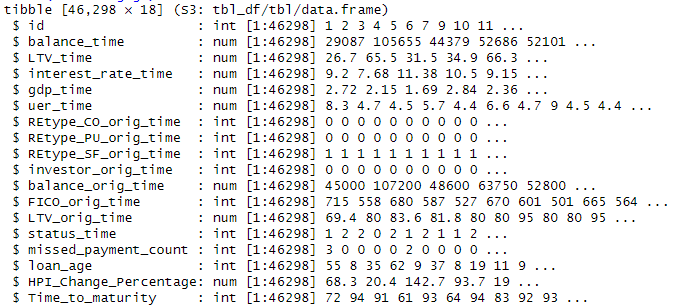 tibble [46,298 × 18] (S3: tbl_df/tbl/data.frame)
$ id : int [1:46298] 1 2 3 4 5 6 7 9 10 11 ...
$ balance_time : num [1:46298] 29087 105655 44379 52686 52101 ...
$ LTV_time : num [1:46298] 26.7 65.5 31.5 34.9 66.3 ...
$ interest_rate_time : num [1:46298] 9.2 7.68 11.38 10.5 9.15 ...
$ gdp_time : num [1:46298] 2.72 2.15 1.69 2.84 2.36 ...
$ uer_time : num [1:46298] 8.3 4.7 4.5 5.7 4.4 6.6 4.7 9 4.5 4.4 ...
$ REtype_CO_orig_time : int [1:46298] 0 0 0 0 0 0 0 0 0 0 ...
$ REtype_PU_orig_time : int [1:46298] 0 0 0 0 0 0 0 0 0 0 ...
$ REtype_SF_orig_time : int [1:46298] 1 1 1 1 1 1 1 1 1 1 ...
$ investor_orig_time : int [1:46298] 0 0 0 0 0 0 0 0 0 0 ...
$ balance_orig_time : num [1:46298] 45000 107200 48600 63750 52800 ...
$ FICO_orig_time : int [1:46298] 715 558 680 587 527 670 601 501 665 564 ...
$ LTV_orig_time : num [1:46298] 69.4 80 83.6 81.8 80 80 95 80 80 95 ...
$ status_time : int [1:46298] 1 2 2 0 2 1 2 1 1 2 ...
$ missed_payment_count : int [1:46298] 3 0 0 0 0 2 0 0 0 0 ...
$ loan_age : int [1:46298] 55 8 35 62 9 37 8 19 11 9 ...
$ HPI_Change_Percentage: num [1:46298] 68.3 20.4 142.7 93.7 19 ...
$ Time_to_maturity : int [1:46298] 72 94 91 61 93 64 94 83 92 93 ...